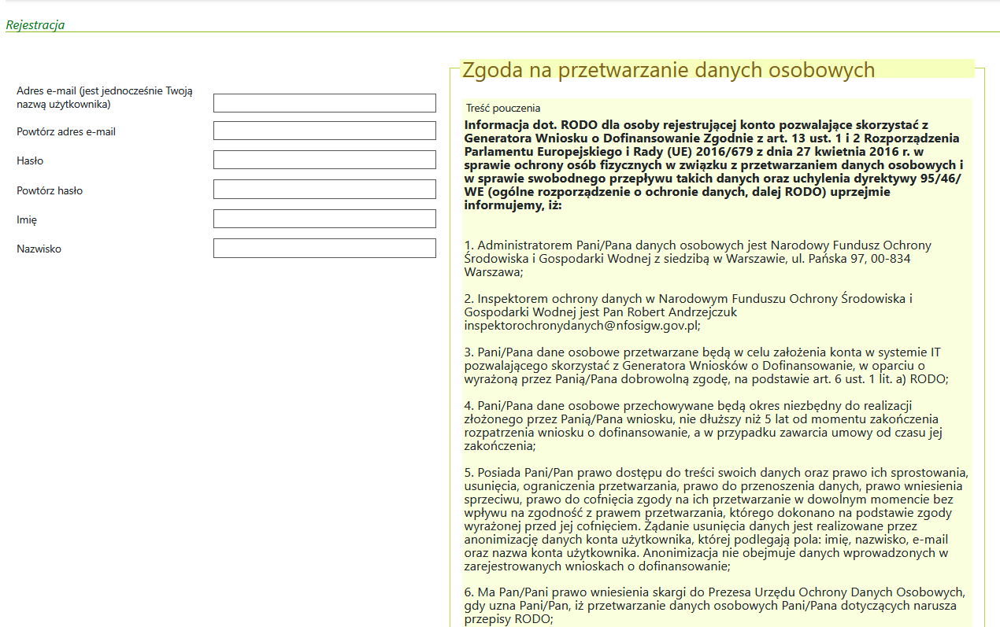 Rejestracja
Adres e-mail (jest jednocześnie Twoją
nazwą użytkownika)
Powtórz adres e-mail
Hasło
Powtórz hasło
Imię
Nazwisko
Zgoda na przetwarzanie danych osobowych
Treść pouczenia
Informacja dot. RODO dla osoby rejestrującej konto pozwalające skorzystać z
Generatora Wniosku o Dofinansowanie Zgodnie z art. 13 ust. 1 i 2 Rozporządzenia
Parlamentu Europejskiego i Rady (UE) 2016/679 z dnia 27 kwietnia 2016 r. w
sprawie ochrony osób fizycznych w związku z przetwarzaniem danych osobowych i
w sprawie swobodnego przepływu takich danych oraz uchylenia dyrektywy 95/46/
WE (ogólne rozporządzenie o ochronie danych, dalej RODO) uprzejmie
informujemy, iż:
1. Administratorem Pani/Pana danych osobowych jest Narodowy Fundusz Ochrony
Środowiska i Gospodarki Wodnej z siedzibą w Warszawie, ul. Pańska 97, 00-834
Warszawa;
2. Inspektorem ochrony danych w Narodowym Funduszu Ochrony Środowiska i
Gospodarki Wodnej jest Pan Robert Andrzejczuk
inspektorochronydanych@nfosigw.gov.pl;
3. Pani/Pana dane osobowe przetwarzane będą w celu założenia konta w systemie IT
pozwalającego skorzystać z Generatora Wniosków o Dofinansowanie, w oparciu o
wyrażoną przez Panią/Pana dobrowolną zgodę, na podstawie art. 6 ust. 1 lit. a) RODO;
4. Pani/Pana dane osobowe przechowywane będą okres niezbędny do realizacji
złożonego przez Panią/Pana wniosku, nie dłuższy niż 5 lat od momentu zakończenia
rozpatrzenia wniosku o dofinansowanie, a w przypadku zawarcia umowy od czasu jej
zakończenia;
5. Posiada Pani/Pan prawo dostępu do treści swoich danych oraz prawo ich sprostowania,
usunięcia, ograniczenia przetwarzania, prawo do przenoszenia danych, prawo wniesienia
sprzeciwu, prawo do cofnięcia zgody na ich przetwarzanie w dowolnym momencie bez
wpływu na zgodność z prawem przetwarzania, którego dokonano na podstawie zgody
wyrażonej przed jej cofnięciem. Żądanie usunięcia danych jest realizowane przez
anonimizację danych konta użytkownika, której podlegają pola: imię, nazwisko, e-mail
oraz nazwa konta użytkownika. Anonimizacja nie obejmuje danych wprowadzonych w
zarejestrowanych wnioskach o dofinansowanie;
6. Ma Pan/Pani prawo wniesienia skargi do Prezesa Urzędu Ochrony Danych Osobowych,
gdy uzna Pani/Pan, iż przetwarzanie danych osobowych Pani/Pana dotyczących narusza
przepisy RODO;